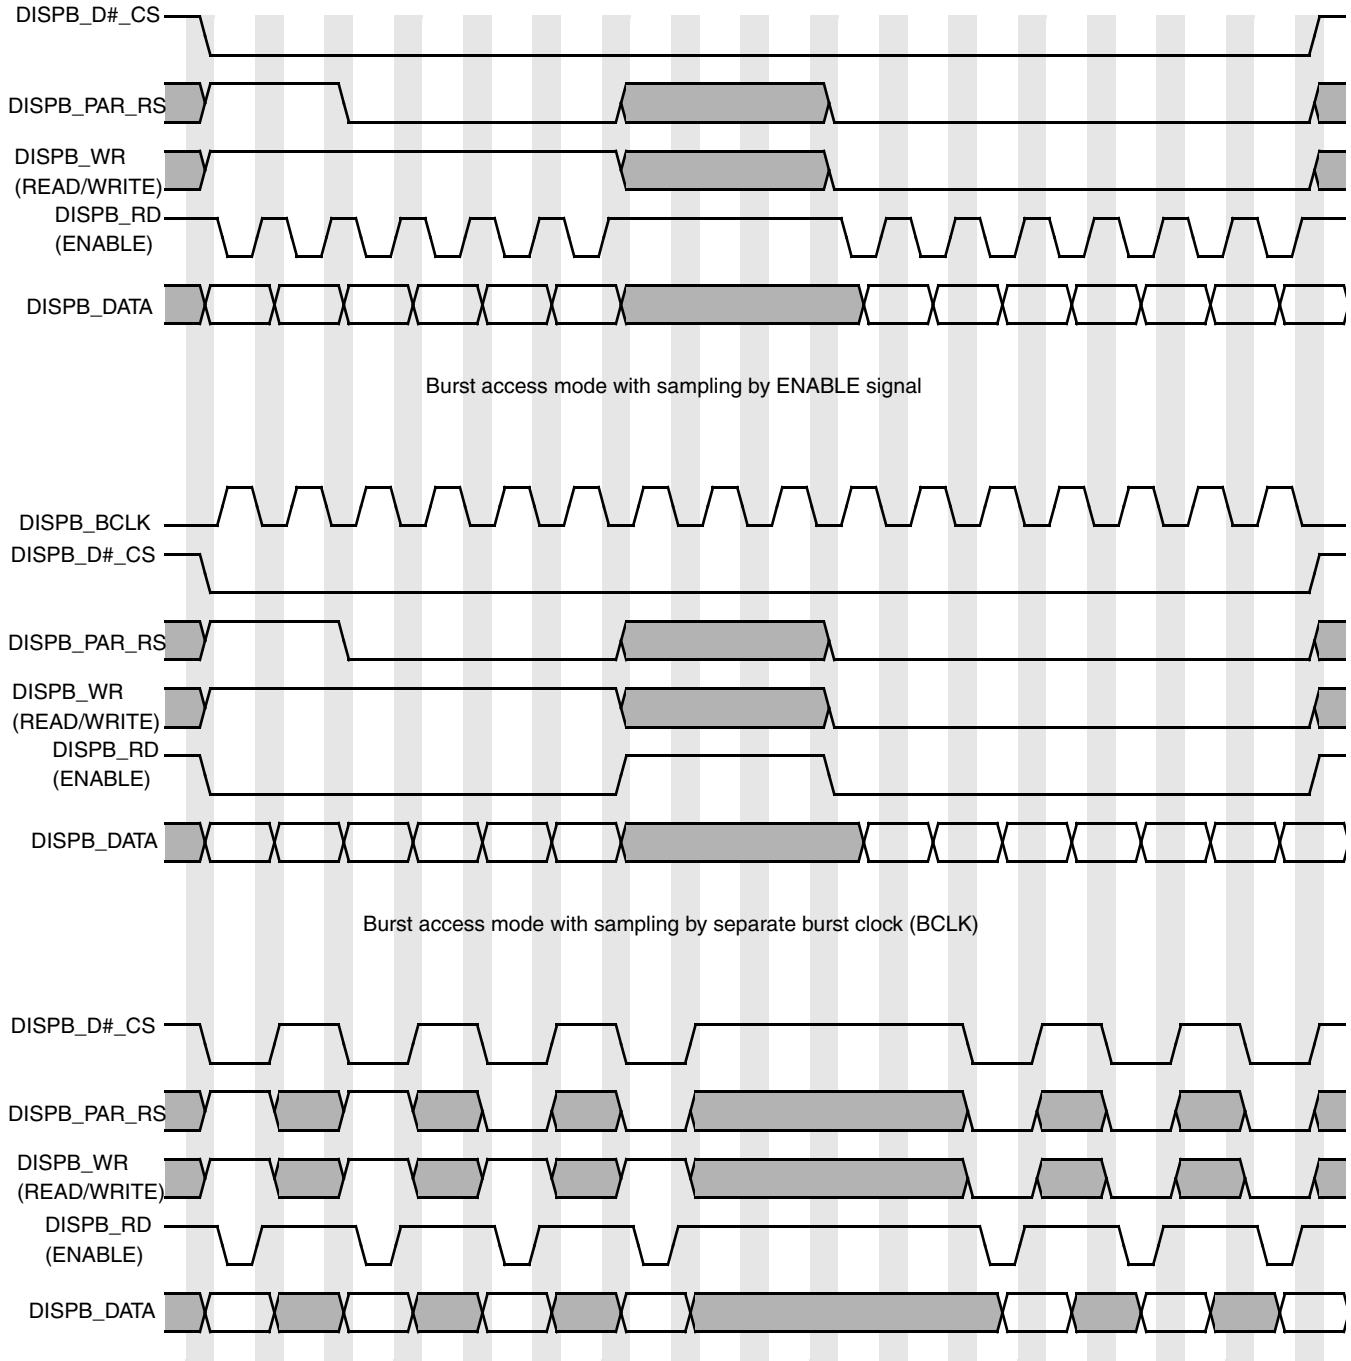 DISPB_D#_CS
DISPB_PAR_RS
DISPB_WR
(READ/WRITE)
DISPB_RD
(ENABLE)
DISPB_DATA
Burst access mode with sampling by ENABLE signal
DISPB_BCLK
DISPB_D#_CS
DISPB_PAR_RS
DISPB_WR
(READ/WRITE)
DISPB_RD
(ENABLE)
DISPB_DATA
Burst access mode with sampling by separate burst clock (BCLK)
DISPB_D#_CS
DISPB_PAR_RS
DISPB_WR
(READ/WRITE)
DISPB_RD
(ENABLE)
DISPB_DATA